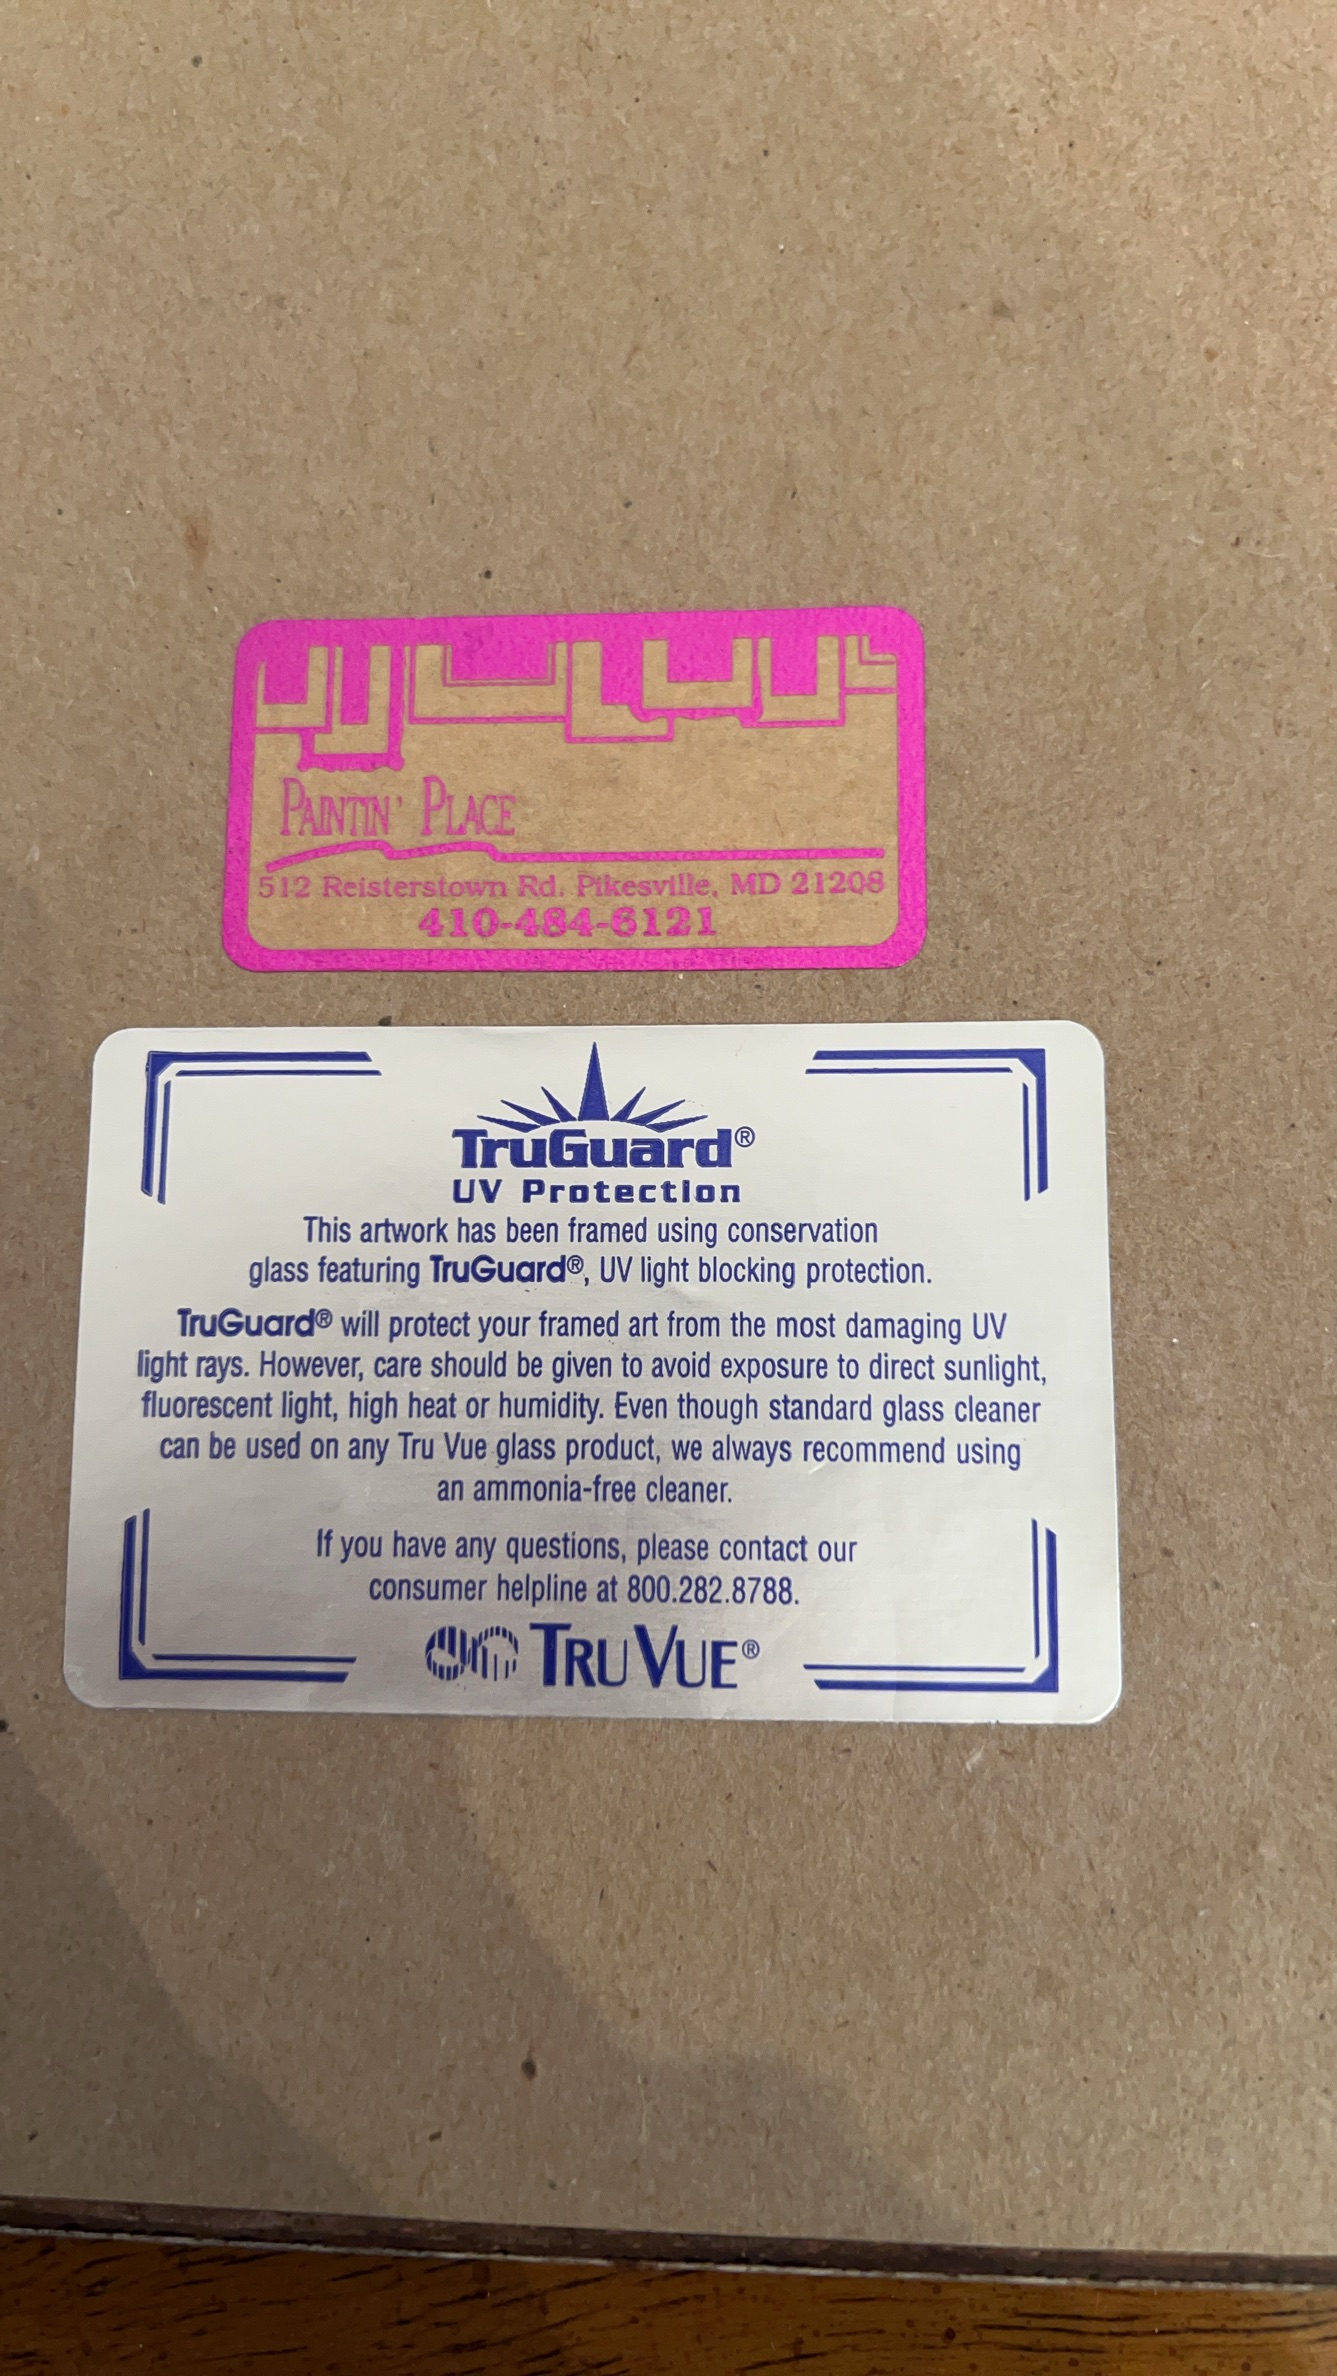 PAINTIN' PLACE
512 Reisterstown Rd. Pikesville, MD 21208
410-484-6121
TruGuard®
UV Protection
This artwork has been framed using conservation
glass featuring TruGuard®, UV light blocking protection.
TruGuard® will protect your framed art from the most damaging UV
light rays. However, care should be given to avoid exposure to direct sunlight,
fluorescent light, high heat or humidity. Even though standard glass cleaner
can be used on any Tru Vue glass product, we always recommend using
an ammonia-free cleaner.
If you have any questions, please contact our
consumer helpline at 800.282.8788.
TRU VUE®